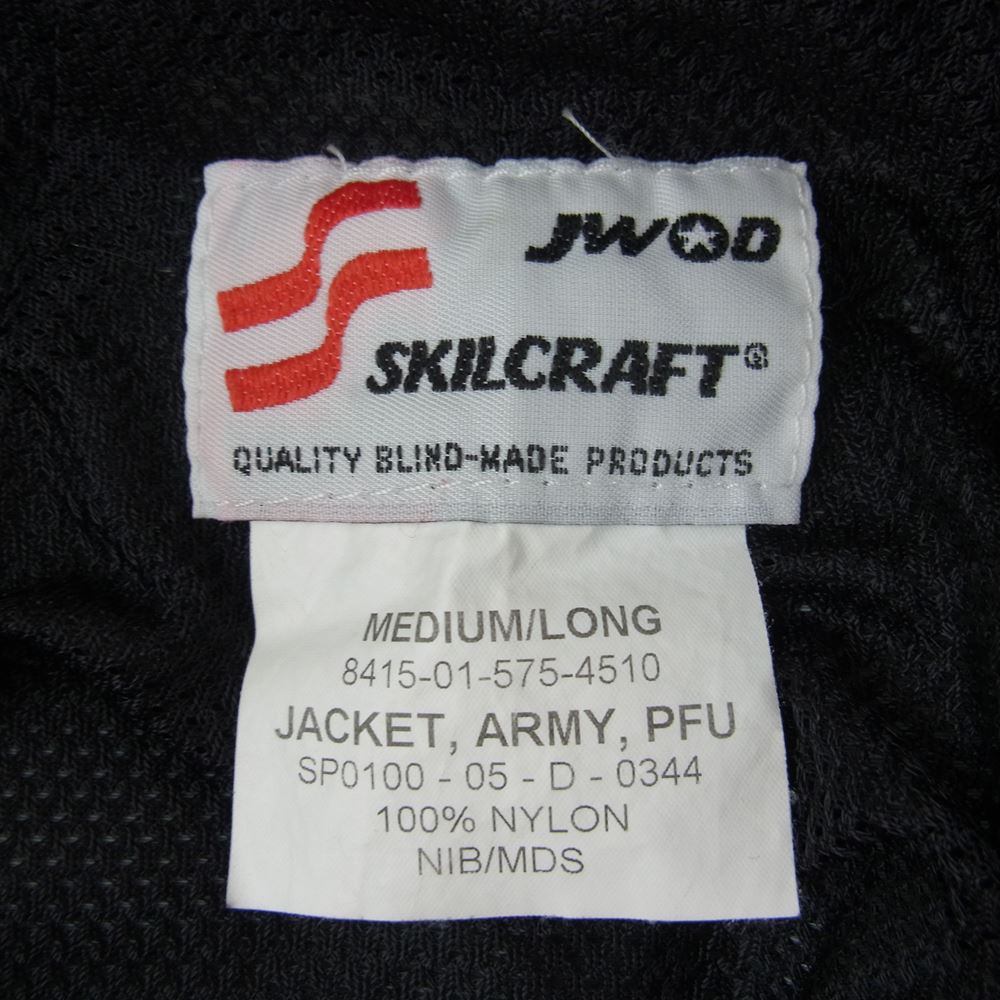 JWOD
SKILCRAFT®
QUALITY BLIND-MADE PRODUCTS
MEDIUM/LONG
8415-01-575-4510
JACKET, ARMY, PFU
SP0100 - 05 - D - 0344
100% NYLON
NIB/MDS